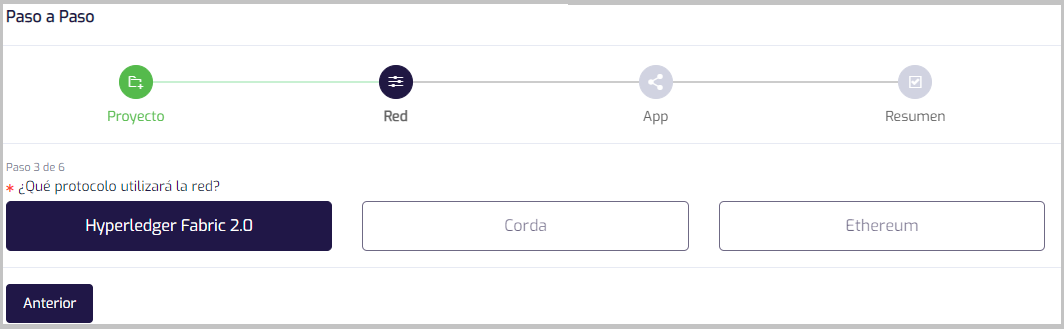 Paso a Paso
Proyecto
Red
App
Resumen
Paso 3 de 6
* ¿Qué protocolo utilizará la red?
Hyperledger Fabric 2.0
Corda
Ethereum
Anterior